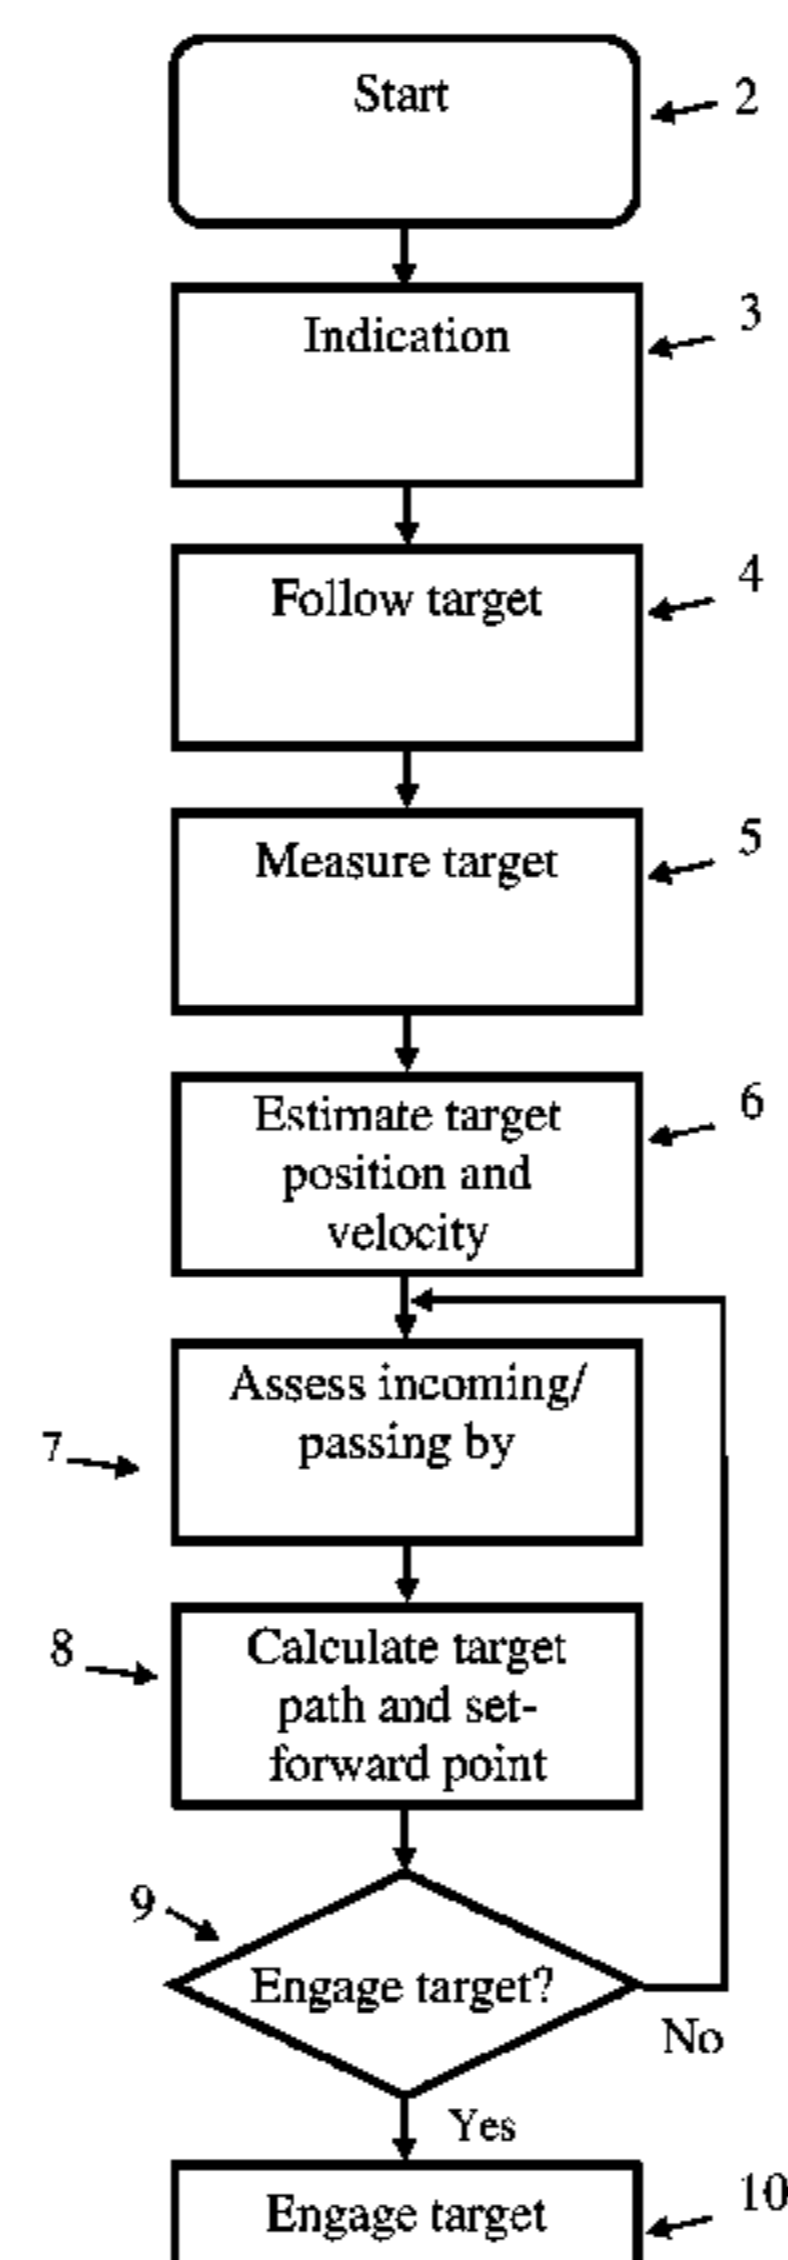 Start
2
Indication
3
Follow target
4
Measure target
5
Estimate target
position and
velocity
6
Assess incoming/
passing by
7
Calculate target
path and set-
forward point
8
9
Engage target?
No
Yes
Engage target
10